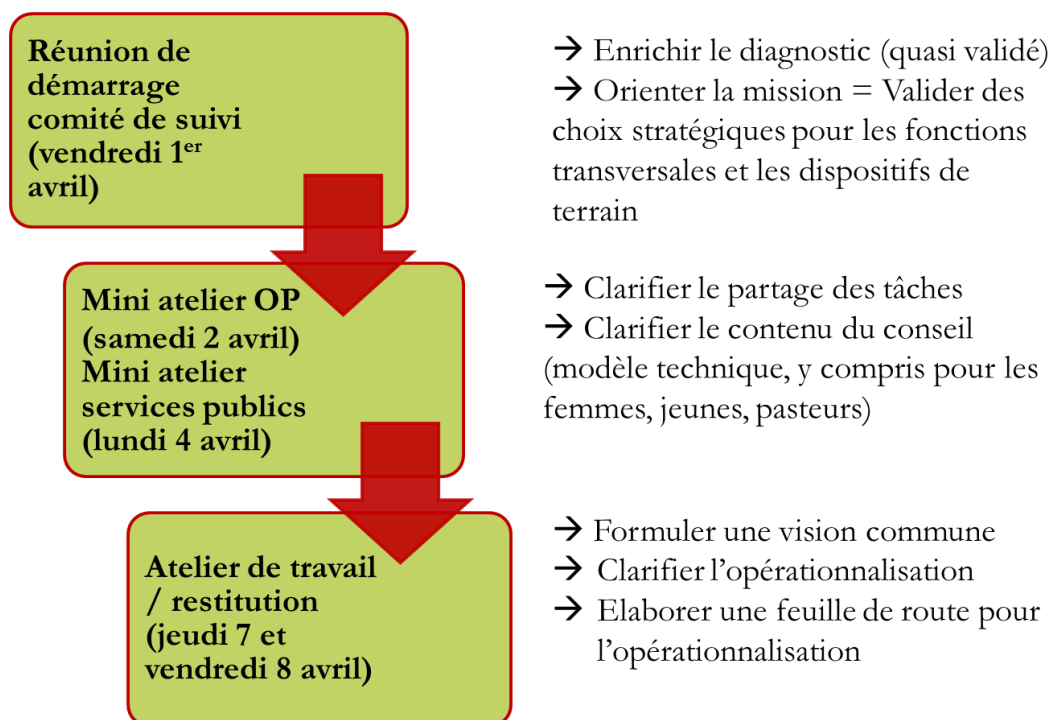 Réunion de
démarrage
comité de suivi
(vendredi 1er
avril)
→ Enrichir le diagnostic (quasi validé)
→ Orienter la mission = Valider des
choix stratégiques pour les fonctions
transversales et les dispositifs de
terrain
Mini atelier OP
(samedi 2 avril)
Mini atelier
services publics
(lundi 4 avril)
→ Clarifier le partage des tâches
→ Clarifier le contenu du conseil
(modèle technique, y compris pour les
femmes, jeunes, pasteurs)
Atelier de travail
/ restitution
(jeudi 7 et
vendredi 8 avril)
→ Formuler une vision commune
→ Clarifier l'opérationnalisation
→ Elaborer une feuille de route pour
l'opérationnalisation